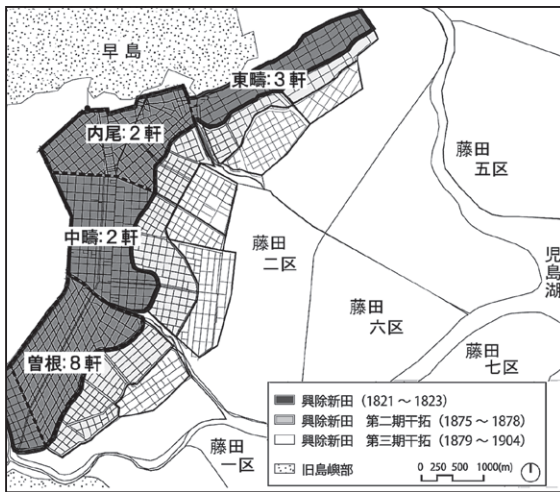 早島
東疇：3軒
内尾：2軒
中疇：2軒
曽根：8軒
藤田
五区
藤田
二区
児島湖
藤田
六区
藤田
七区
藤田
一区
興除新田 (1821～1823)
興除新田 第二期干拓 (1875～1878)
興除新田 第三期干拓 (1879～1904)
旧島嶼部
0 250 500 1000(m)